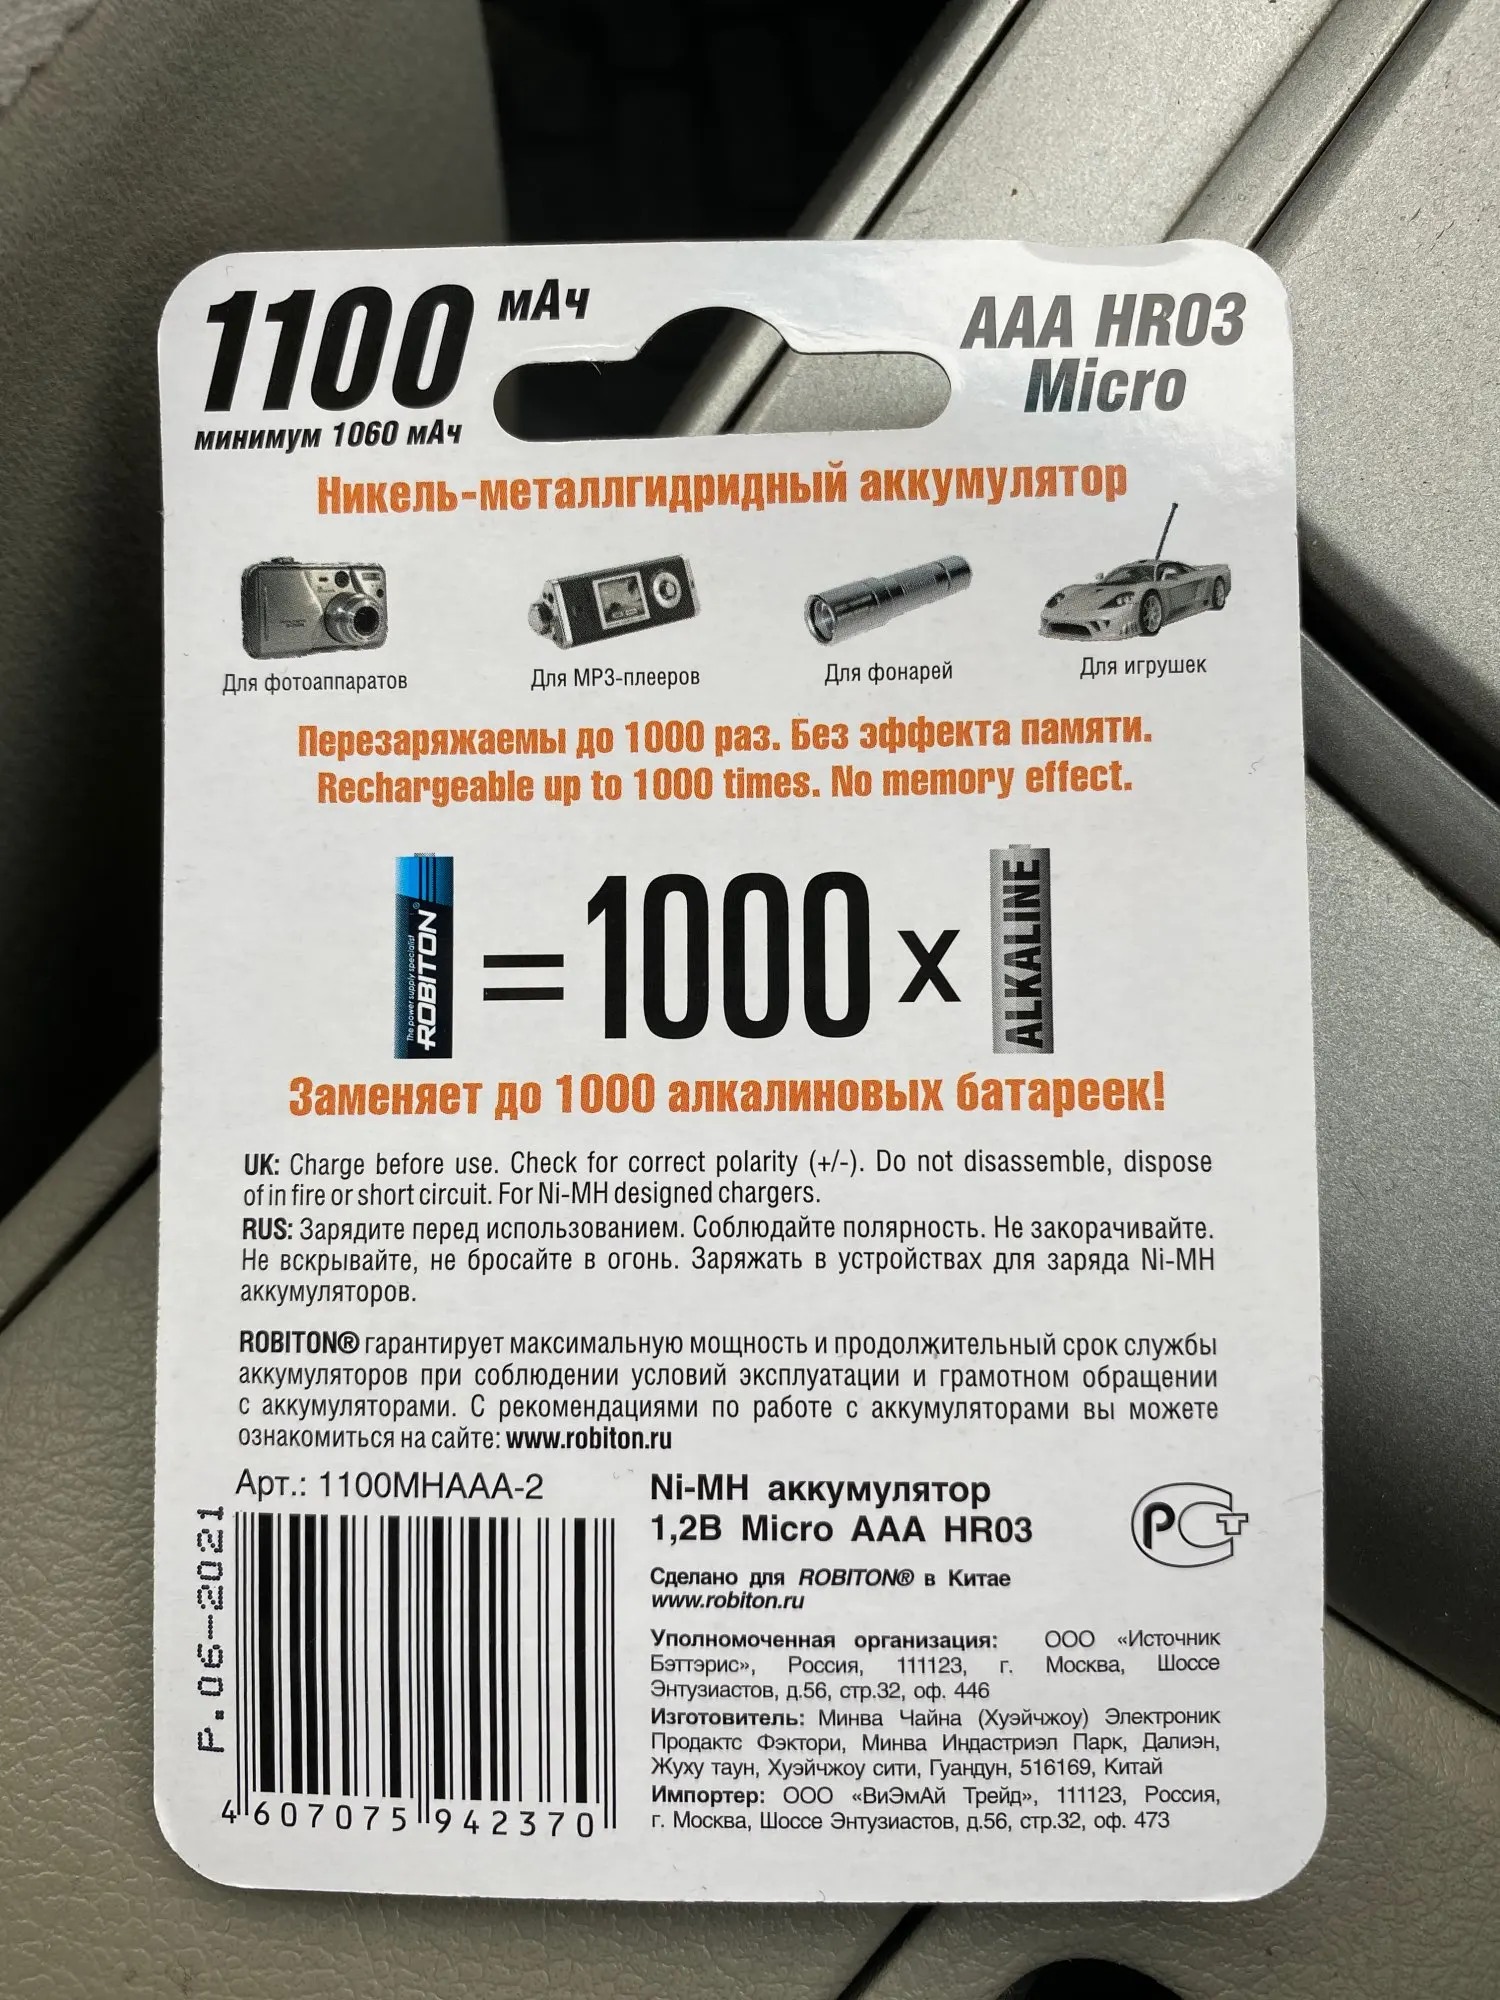 1100 мАч
минимум 1060 мАч
AAA HR03
Micro
Никель-металлгидридный аккумулятор
Для фотоаппаратов
Для MP3-плееров
Для фонарей
Для игрушек
Перезаряжаемы до 1000 раз. Без эффекта памяти.
Rechargeable up to 1000 times. No memory effect.
The power supply specialist
ROBITON®
= 1000 x
ALKALINE
Заменяет до 1000 алкалиновых батареек!
UK: Charge before use. Check for correct polarity (+/-). Do not disassemble, dispose
of in fire or short circuit. For Ni-MH designed chargers.
RUS: Зарядите перед использованием. Соблюдайте полярность. Не закорачивайте.
Не вскрывайте, не бросайте в огонь. Заряжать в устройствах для заряда Ni-MH
аккумуляторов.
ROBITON® гарантирует максимальную мощность и продолжительный срок службы
аккумуляторов при соблюдении условий эксплуатации и грамотном обращении
с аккумуляторами. С рекомендациями по работе с аккумуляторами вы можете
ознакомиться на сайте: www.robiton.ru
Арт.: 1100MHAAA-2
P.06-2021
4 607075 942370
Ni-MH аккумулятор
1,2В Micro AAA HR03
РСТ
Сделано для ROBITON® в Китае
www.robiton.ru
Уполномоченная организация: ООО «Источник
Бэттэрис», Россия, 111123, г. Москва, Шоссе
Энтузиастов, д.56, стр.32, оф. 446
Изготовитель: Минва Чайна (Хуэйчжоу) Электроник
Продактс Фэктори, Минва Индастриэл Парк, Далиэн,
Жуху таун, Хуэйчжоу сити, Гуандун, 516169, Китай
Импортер: ООО «ВиЭмАй Трейд», 111123, Россия,
г. Москва, Шоссе Энтузиастов, д.56, стр.32, оф. 473